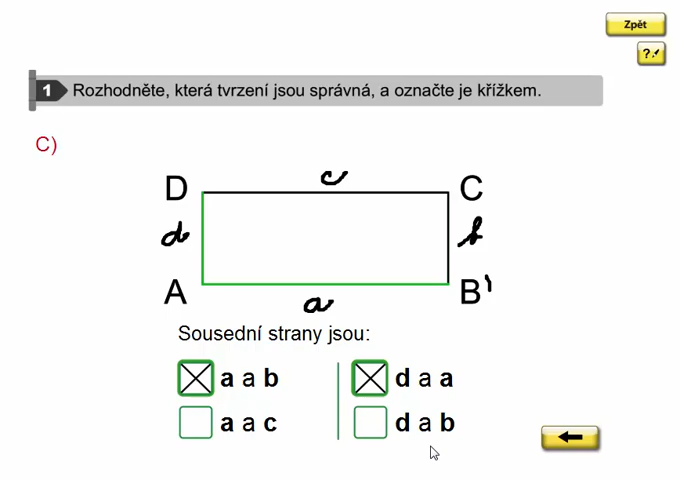 Zpět
?
1 Rozhodněte, která tvrzení jsou správná, a označte je křížkem.
C)
c
D C
d b
A B
a
Sousední strany jsou:
a a b d a a
a a c d a b